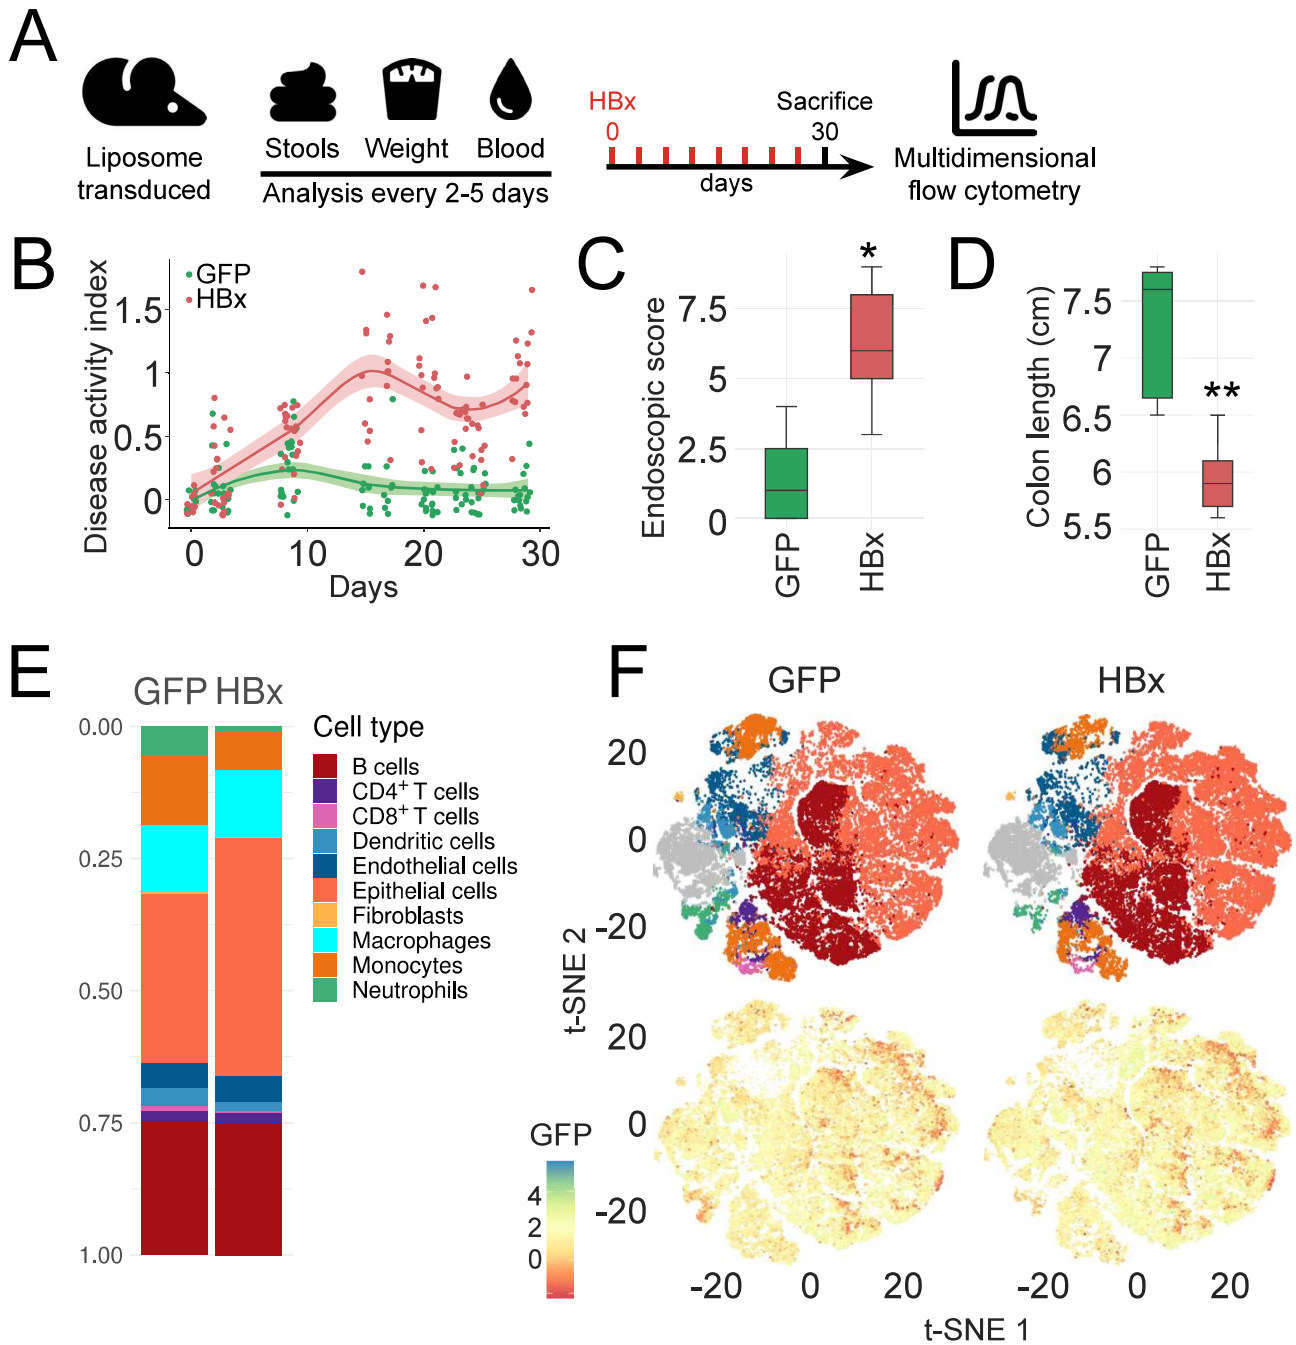 A
Liposome
transduced
Stools Weight Blood
Analysis every 2-5 days
HBx
0
Sacrifice
30
days
Multidimensional
flow cytometry
B
Disease activity index
GFP
HBx
1.5
1
0.5
0
0 10 20 30
Days
C
Endoscopic score
*
7.5
5
2.5
0
GFP HBx
D
Colon length (cm)
**
7.5
7
6.5
6
5.5
GFP HBx
E
GFP HBx
0.00
0.25
0.50
0.75
1.00
Cell type
B cells
CD4+ T cells
CD8+ T cells
Dendritic cells
Endothelial cells
Epithelial cells
Fibroblasts
Macrophages
Monocytes
Neutrophils
F
GFP HBx
20
0
-20
t-SNE 2
20
0
-20
GFP
4
2
0
-20 0 20 -20 0 20
t-SNE 1